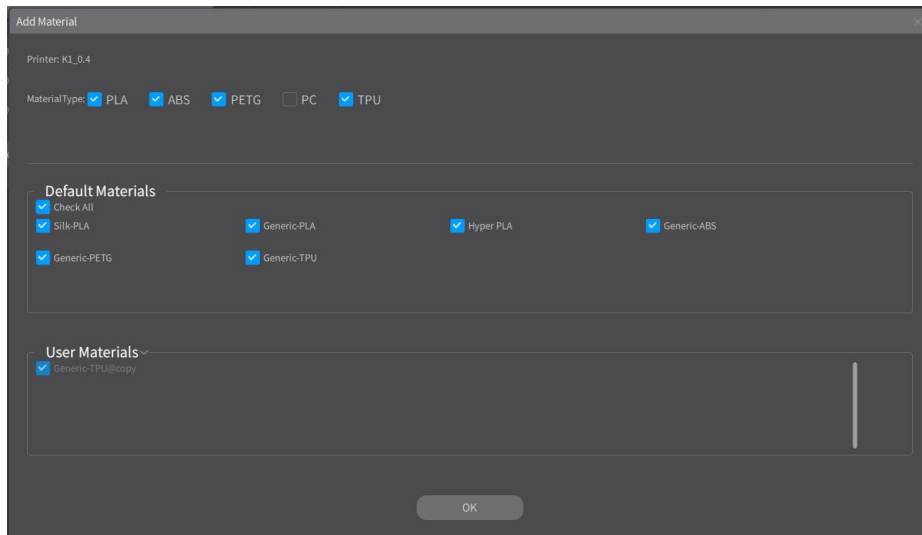 Add Material
Printer: K1_0.4
MaterialType: PLA ABS PETG PC TPU
Default Materials
Check All
Silk-PLA Generic-PLA Hyper PLA Generic-ABS
Generic-PETG Generic-TPU
User Materials
Generic-TPU@copy
OK